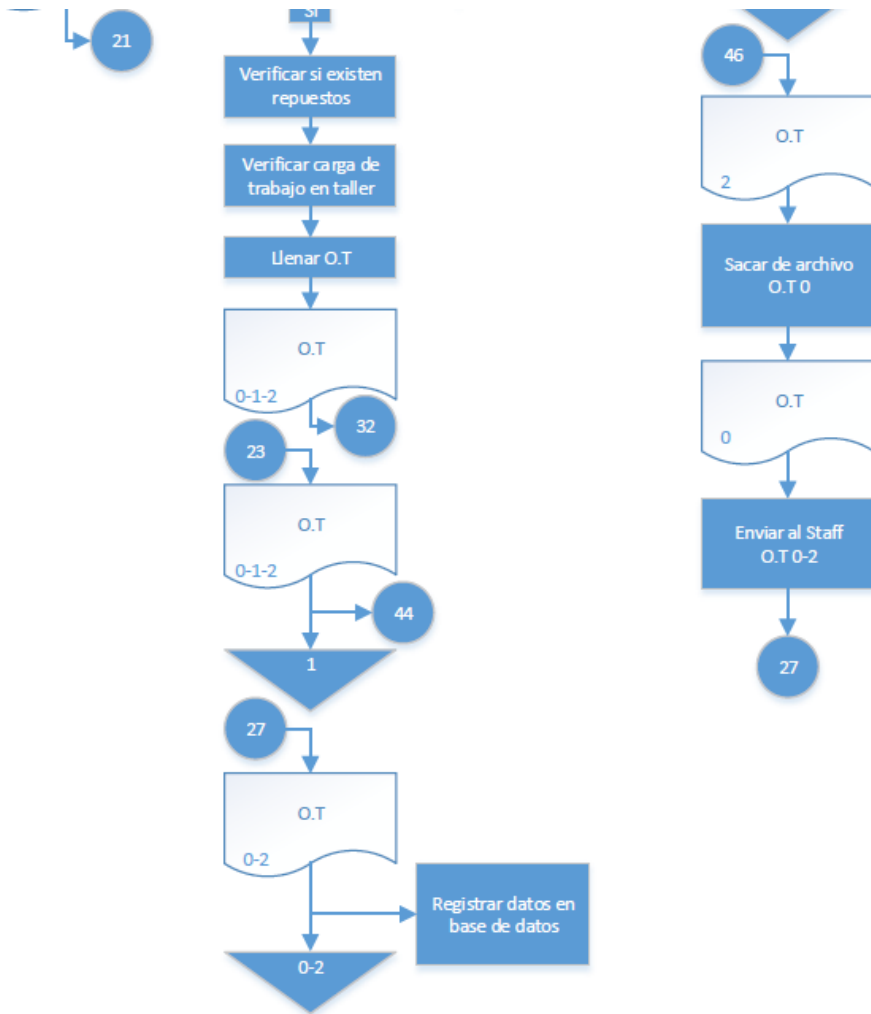 21
Si
Verificar si existen
repuestos
Verificar carga de
trabajo en taller
Llenar O.T
O.T
0-1-2
32
23
O.T
0-1-2
44
1
27
O.T
0-2
Registrar datos en
base de datos
0-2
46
O.T
2
Sacar de archivo
O.T 0
O.T
0
Enviar al Staff
O.T 0-2
27